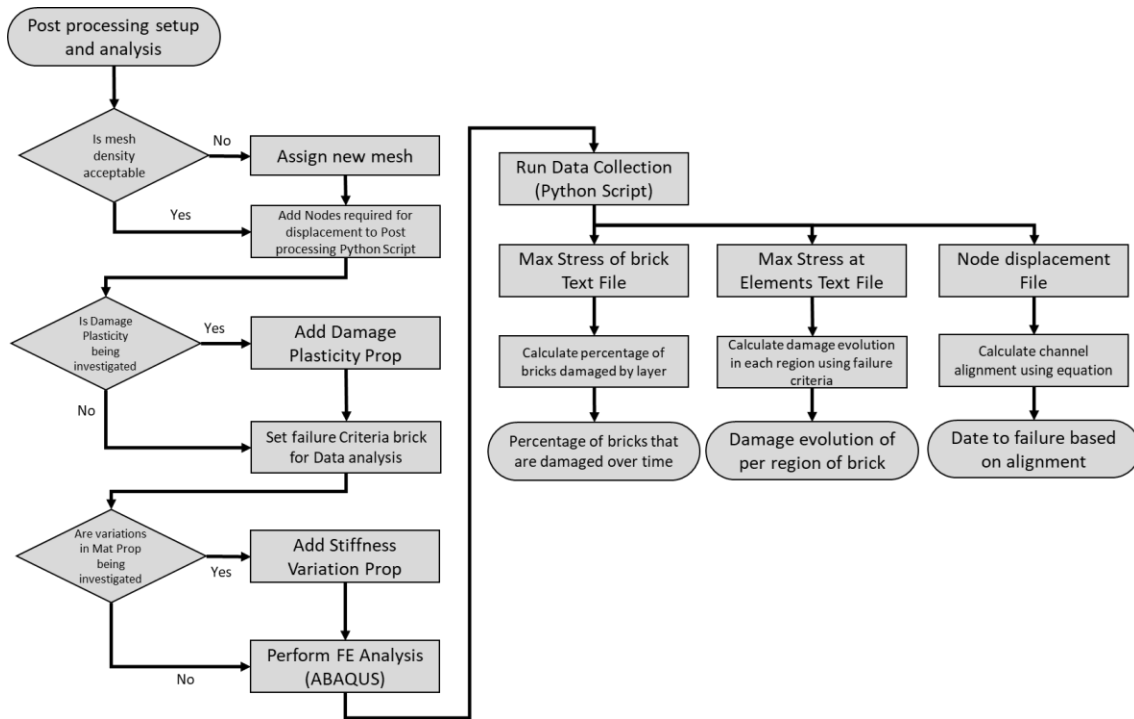 Post processing setup
and analysis
Is
mesh
density
acceptable
No
Assign new mesh
Yes
Add Nodes required for
displacement to Post
processing Python Script
Is Damage
Plasticity
being
investigated
Yes
Add Damage
Plasticity Prop
No
Set failure Criteria brick
for Data analysis
Are variations
in Mat Prop
being
investigated
Yes
Add Stiffness
Variation Prop
No
Perform FE Analysis
(ABAQUS)
Run Data Collection
(Python Script)
Max Stress of brick
Text File
Calculate percentage of
bricks damaged by layer
Percentage of bricks that
are damaged over time
Max Stress at
Elements Text File
Calculate damage evolution
in each region using failure
criteria
Damage evolution of
per region of brick
Node displacement
File
Calculate channel
alignment using equation
Date to failure based
on alignment